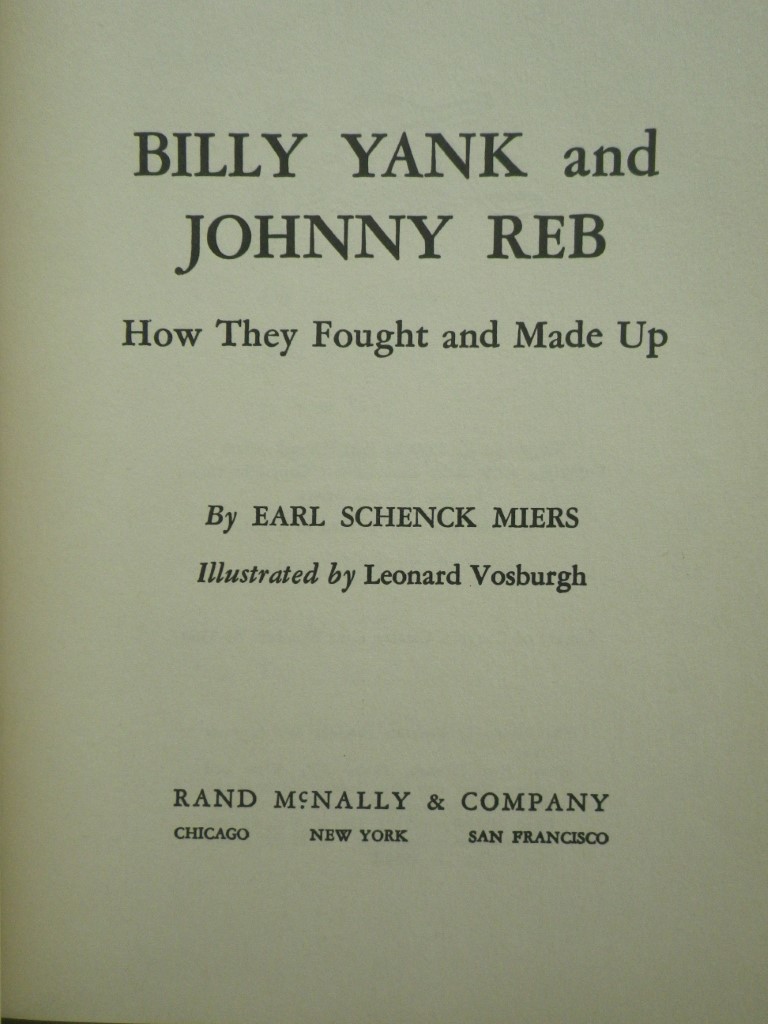 BILLY YANK and
JOHNNY REB
How They Fought and Made Up
By EARL SCHENCK MIERS
Illustrated by Leonard Vosburgh
RAND McNALLY & COMPANY
CHICAGO NEW YORK SAN FRANCISCO